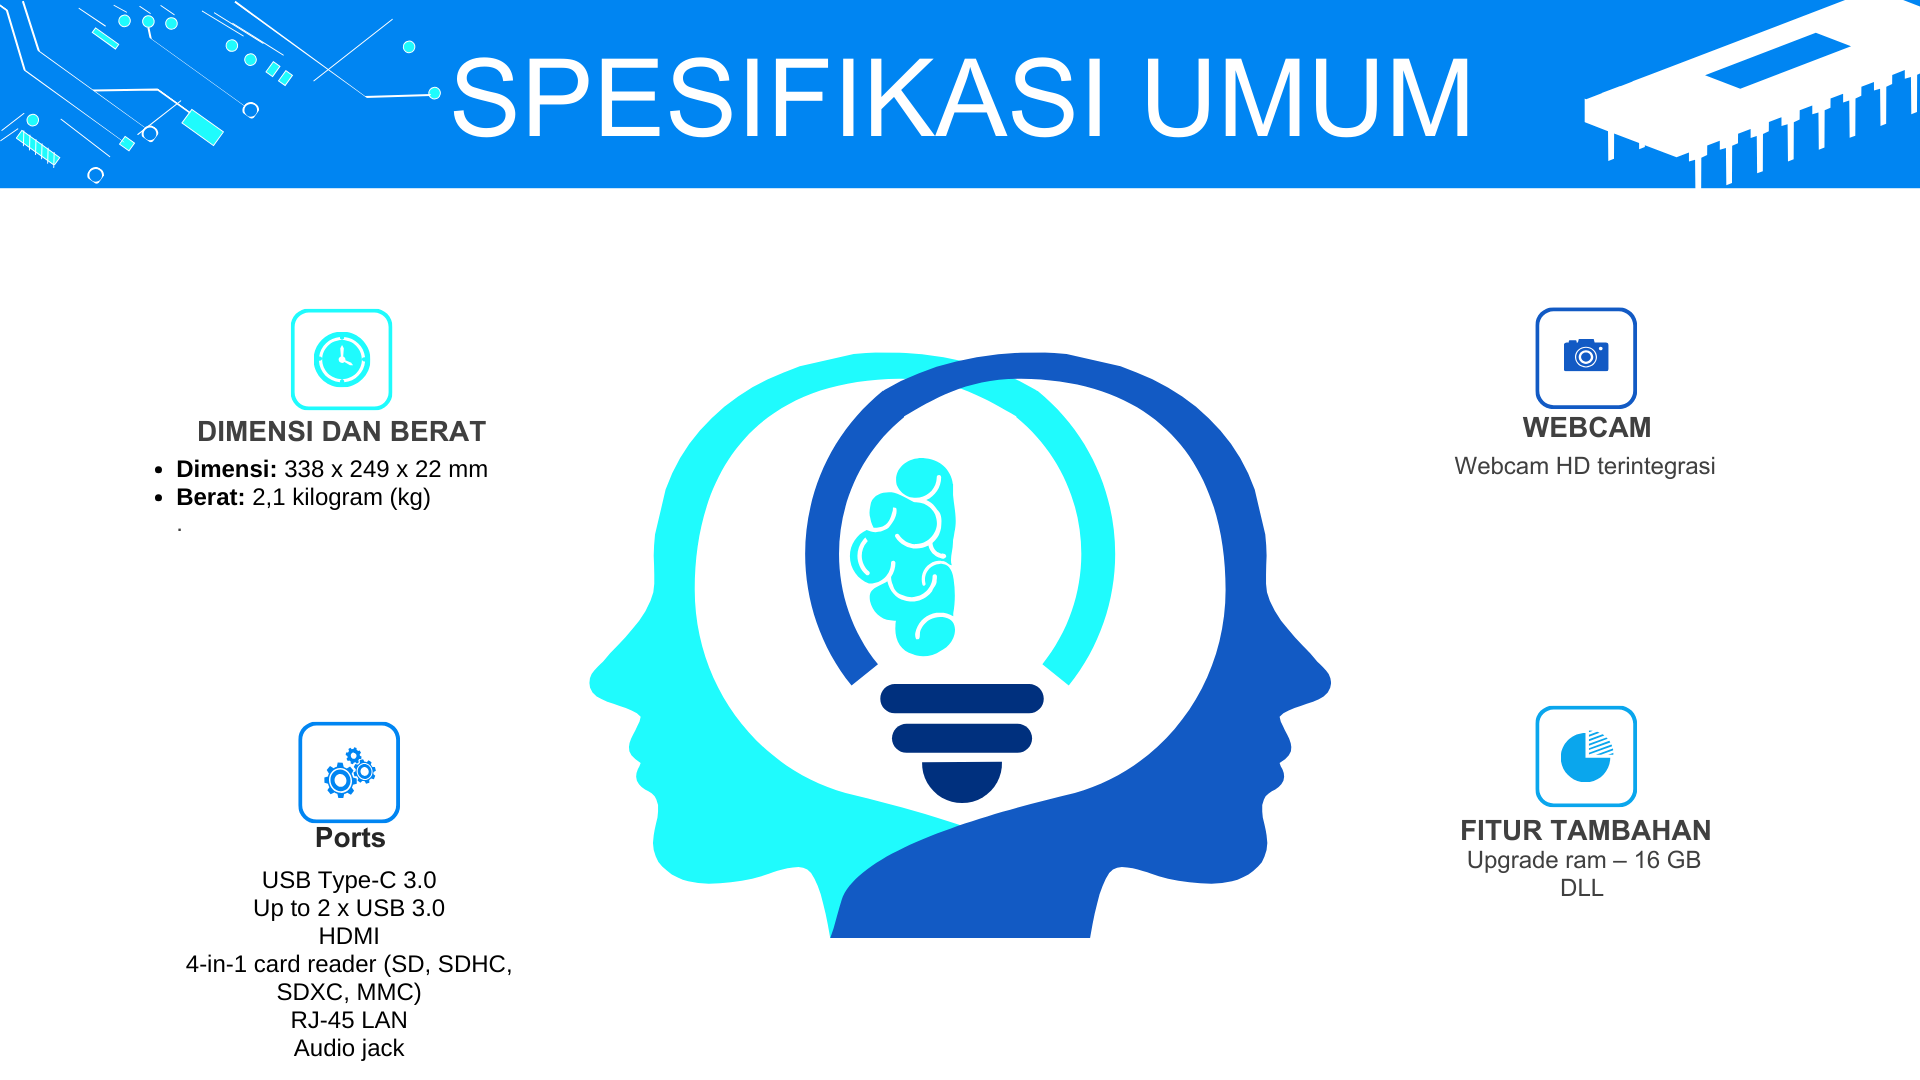 SPESIFIKASI UMUM
DIMENSI DAN BERAT
• Dimensi: 338 x 249 x 22 mm
• Berat: 2,1 kilogram (kg)
.
WEBCAM
Webcam HD terintegrasi
Ports
USB Type-C 3.0
Up to 2 x USB 3.0
HDMI
4-in-1 card reader (SD, SDHC,
SDXC, MMC)
RJ-45 LAN
Audio jack
FITUR TAMBAHAN
Upgrade ram – 16 GB
DLL